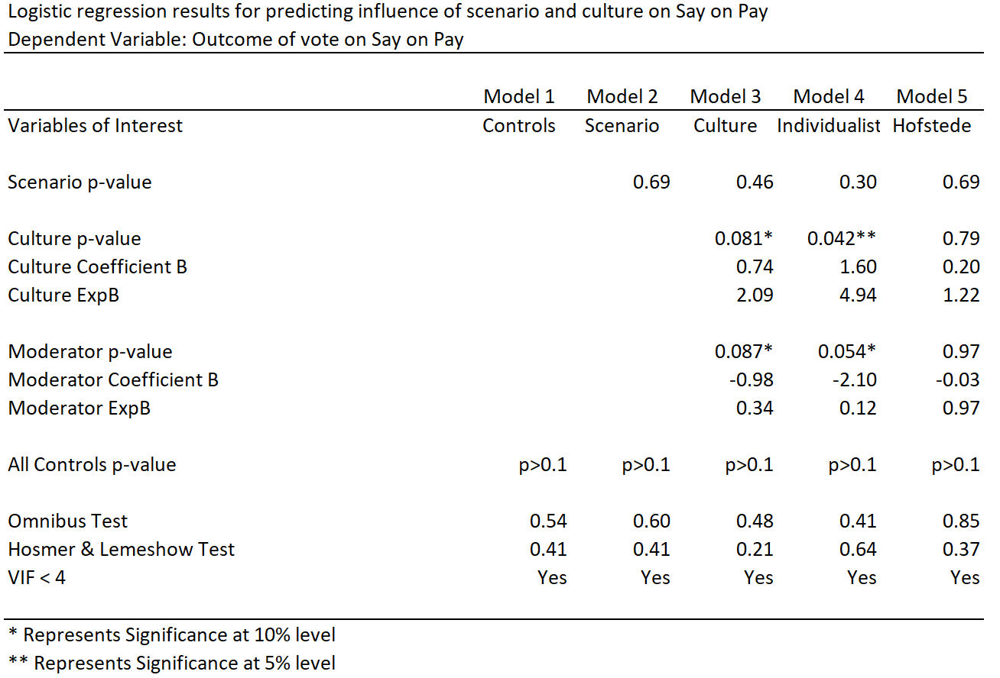 Logistic regression results for predicting influence of scenario and culture on Say on Pay
Dependent Variable: Outcome of vote on Say on Pay
Model 1 Model 2 Model 3 Model 4 Model 5
Variables of Interest Controls Scenario Culture Individualist Hofstede
Scenario p-value 0.69 0.46 0.30 0.69
Culture p-value 0.081* 0.042** 0.79
Culture Coefficient B 0.74 1.60 0.20
Culture ExpB 2.09 4.94 1.22
Moderator p-value 0.087* 0.054* 0.97
Moderator Coefficient B -0.98 -2.10 -0.03
Moderator ExpB 0.34 0.12 0.97
All Controls p-value p>0.1 p>0.1 p>0.1 p>0.1 p>0.1
Omnibus Test 0.54 0.60 0.48 0.41 0.85
Hosmer & Lemeshow Test 0.41 0.41 0.21 0.64 0.37
VIF < 4 Yes Yes Yes Yes Yes
* Represents Significance at 10% level
** Represents Significance at 5% level